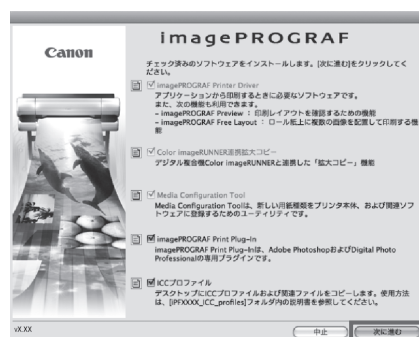 imagePROGRAF
Canon
チェック済みのソフトウェアをインストールします。[次に進む]をクリックしてく
ださい。
imagePROGRAF Printer Driver
アプリケーションから印刷するときに必要なソフトウェアです。
また、次の機能も利用できます。
- imagePROGRAF Preview : 印刷レイアウトを確認するための機能
- imagePROGRAF Free Layout : ロール紙上に複数の画像を配置して印刷する機
能
Color imageRUNNER連携拡大コピー
デジタル複合機Color imageRUNNERと連携した「拡大コピー」機能
Media Configuration Tool
Media Configuration Toolは、新しい用紙種類をプリンタ本体、および関連ソフ
トウェアに登録するためのユーティリティです。
imagePROGRAF Print Plug-In
imagePROGRAF Print Plug-Inは、Adobe PhotoshopおよびDigital Photo
Professionalの専用プラグインです。
ICCプロファイル
デスクトップにICCプロファイルおよび関連ファイルをコピーします。使用方法
は、[iPFXXXX_ICC_profiles]フォルダ内の説明書を参照してください。
vX.XX
中止
次に進む